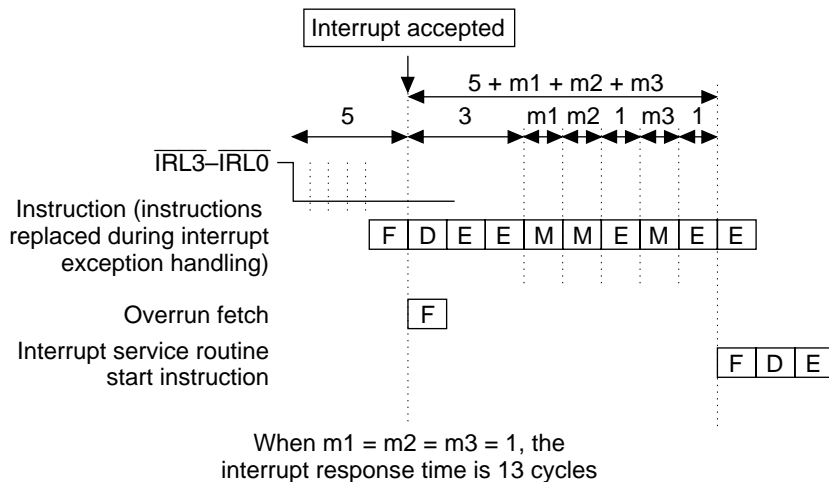 Interrupt accepted
5 + m1 + m2 + m3
5 3 m1 m2 1 m3 1
IRL3–IRL0
Instruction (instructions
replaced during interrupt
exception handling)
F D E E M M E M E E
Overrun fetch
F
Interrupt service routine
start instruction
F D E
When m1 = m2 = m3 = 1, the
interrupt response time is 13 cycles